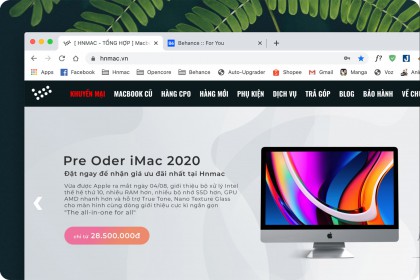 [ HNMAC - TỔNG HỢP [ Macb
Behance :: For You
hnmac.vn
Apps
Facebook
Hnmac
Opencore
Behance
Auto-Upgrader
Shopee
Gmail
Manga
Voz
KHUYẾN MẠI
MACBOOK CŨ
HÀNG CPO
HÀNG MỚI
PHỤ KIỆN
DỊCH VỤ
TRẢ GÓP
BLOG
BẢO HÀNH
VỀ CHÚ
Pre Oder iMac 2020
Đặt ngay để nhận giá ưu đãi nhất tại Hnmac
Vừa được Apple ra mắt ngày 04/08, giới thiệu bộ xử lý Intel
thế hệ thứ 10, nhiều RAM hơn, nhiều bộ nhớ SSD hơn, GPU
AMD nhanh hơn và hỗ trợ True Tone, Nano Texture Glass
cho màn hình cùng dòng giới thiệu cực kì ngắn gọn
"The all-in-one for all"
chỉ từ 28.500.000đ